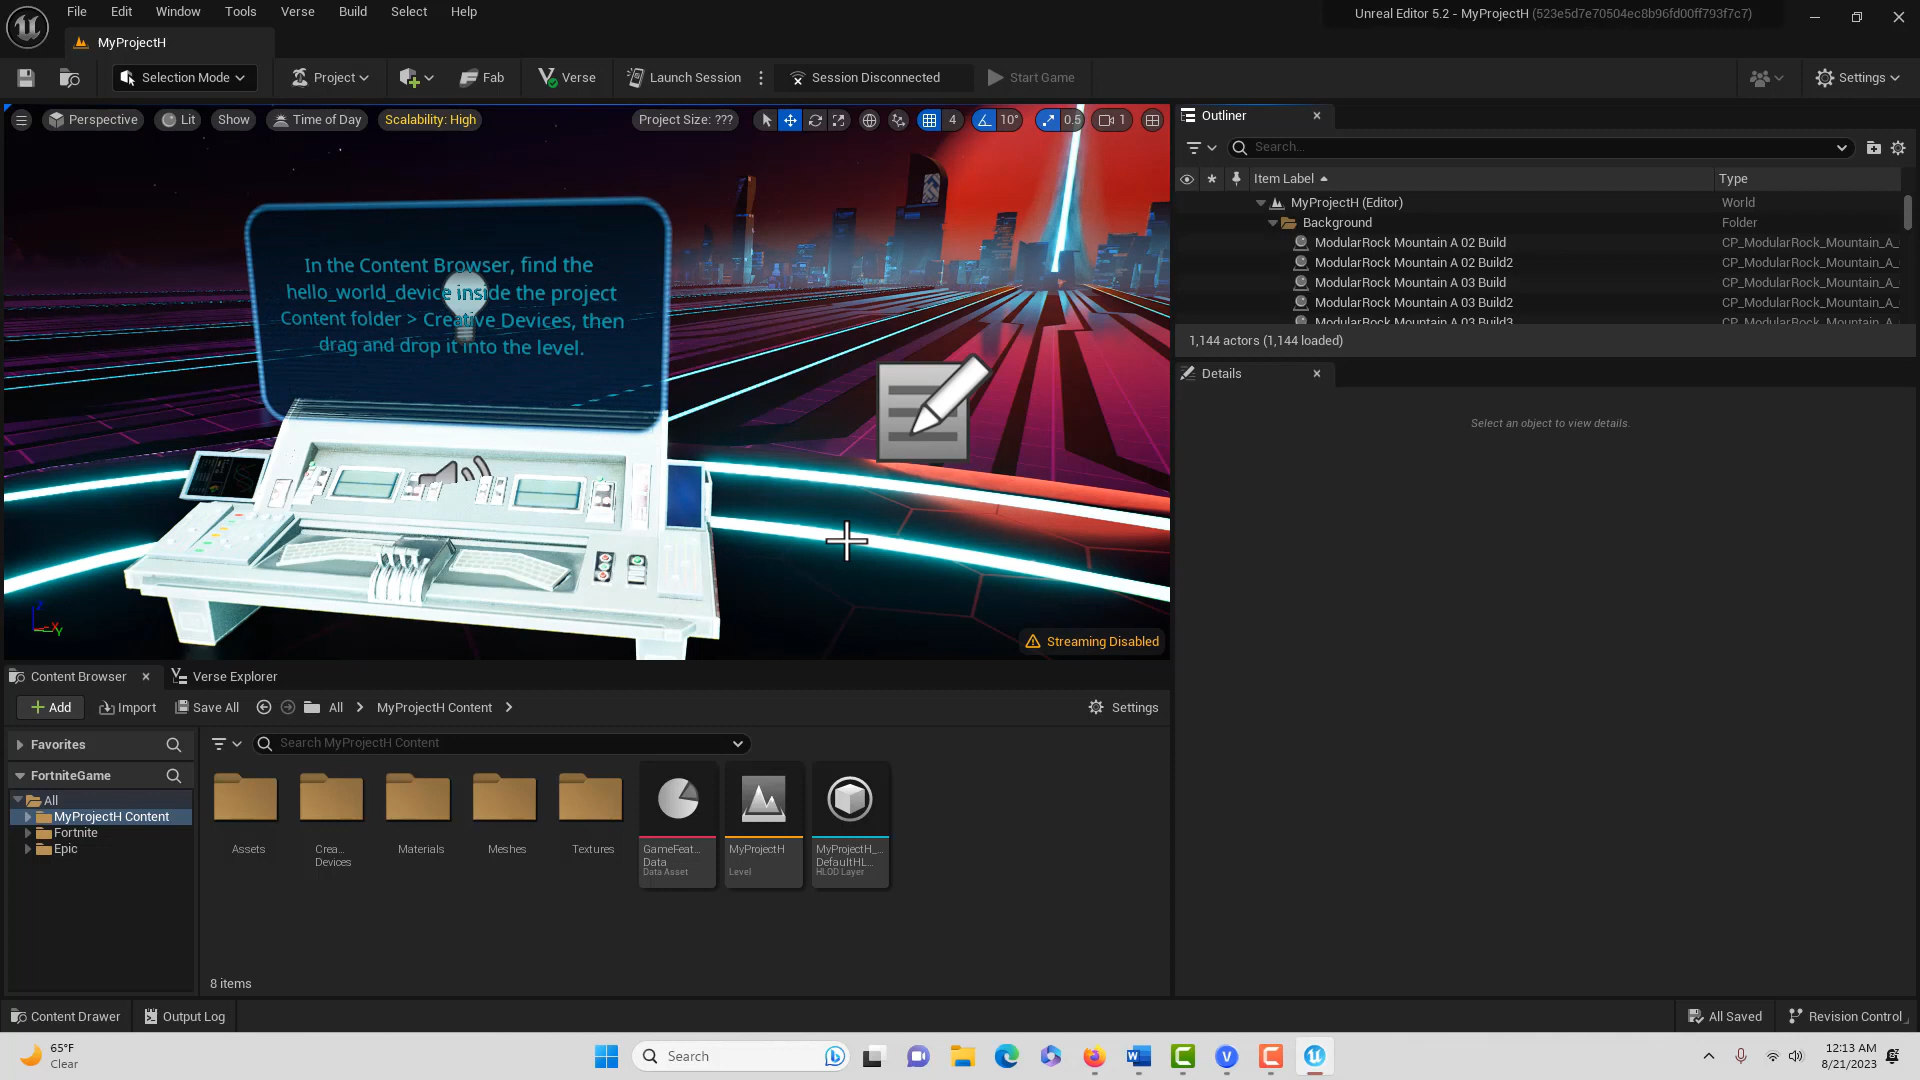 File Edit Window Tools Verse Build Select Help
Unreal Editor 5.2 - MyProjectH (523e5d7e70504ec8b96fd00ff793f7c7)
MyProjectH
Selection Mode
Project
Fab
Verse
Launch Session
Session Disconnected
Start Game
Settings
Perspective
Lit
Show
Time of Day
Scalability: High
Project Size: ???
4
10°
0.5
1
In the Content Browser, find the
hello_world_device inside the project
Content folder > Creative Devices, then
drag and drop it into the level.
Z
X
Y
Streaming Disabled
Outliner
Search...
Item Label
Type
MyProjectH (Editor)
World
Background
Folder
ModularRock Mountain A 02 Build
CP_ModularRock_Mountain_A_
ModularRock Mountain A 02 Build2
CP_ModularRock_Mountain_A_
ModularRock Mountain A 03 Build
CP_ModularRock_Mountain_A_
ModularRock Mountain A 03 Build2
CP_ModularRock_Mountain_A_
ModularRock Mountain A 03 Build3
CP_ModularRock_Mountain_A_
1,144 actors (1,144 loaded)
Details
Select an object to view details.
Content Browser
Verse Explorer
Add
Import
Save All
All
MyProjectH Content
Settings
Favorites
FortniteGame
All
MyProjectH Content
Fortnite
Epic
Search MyProjectH Content
Assets
Crea...
Devices
Materials
Meshes
Textures
GameFeat...
Data
Data Asset
MyProjectH
Level
MyProjectH_...
DefaultHL...
HLOD Layer
8 items
Content Drawer
Output Log
All Saved
Revision Control
65°F
Clear
Search
12:13 AM
8/21/2023